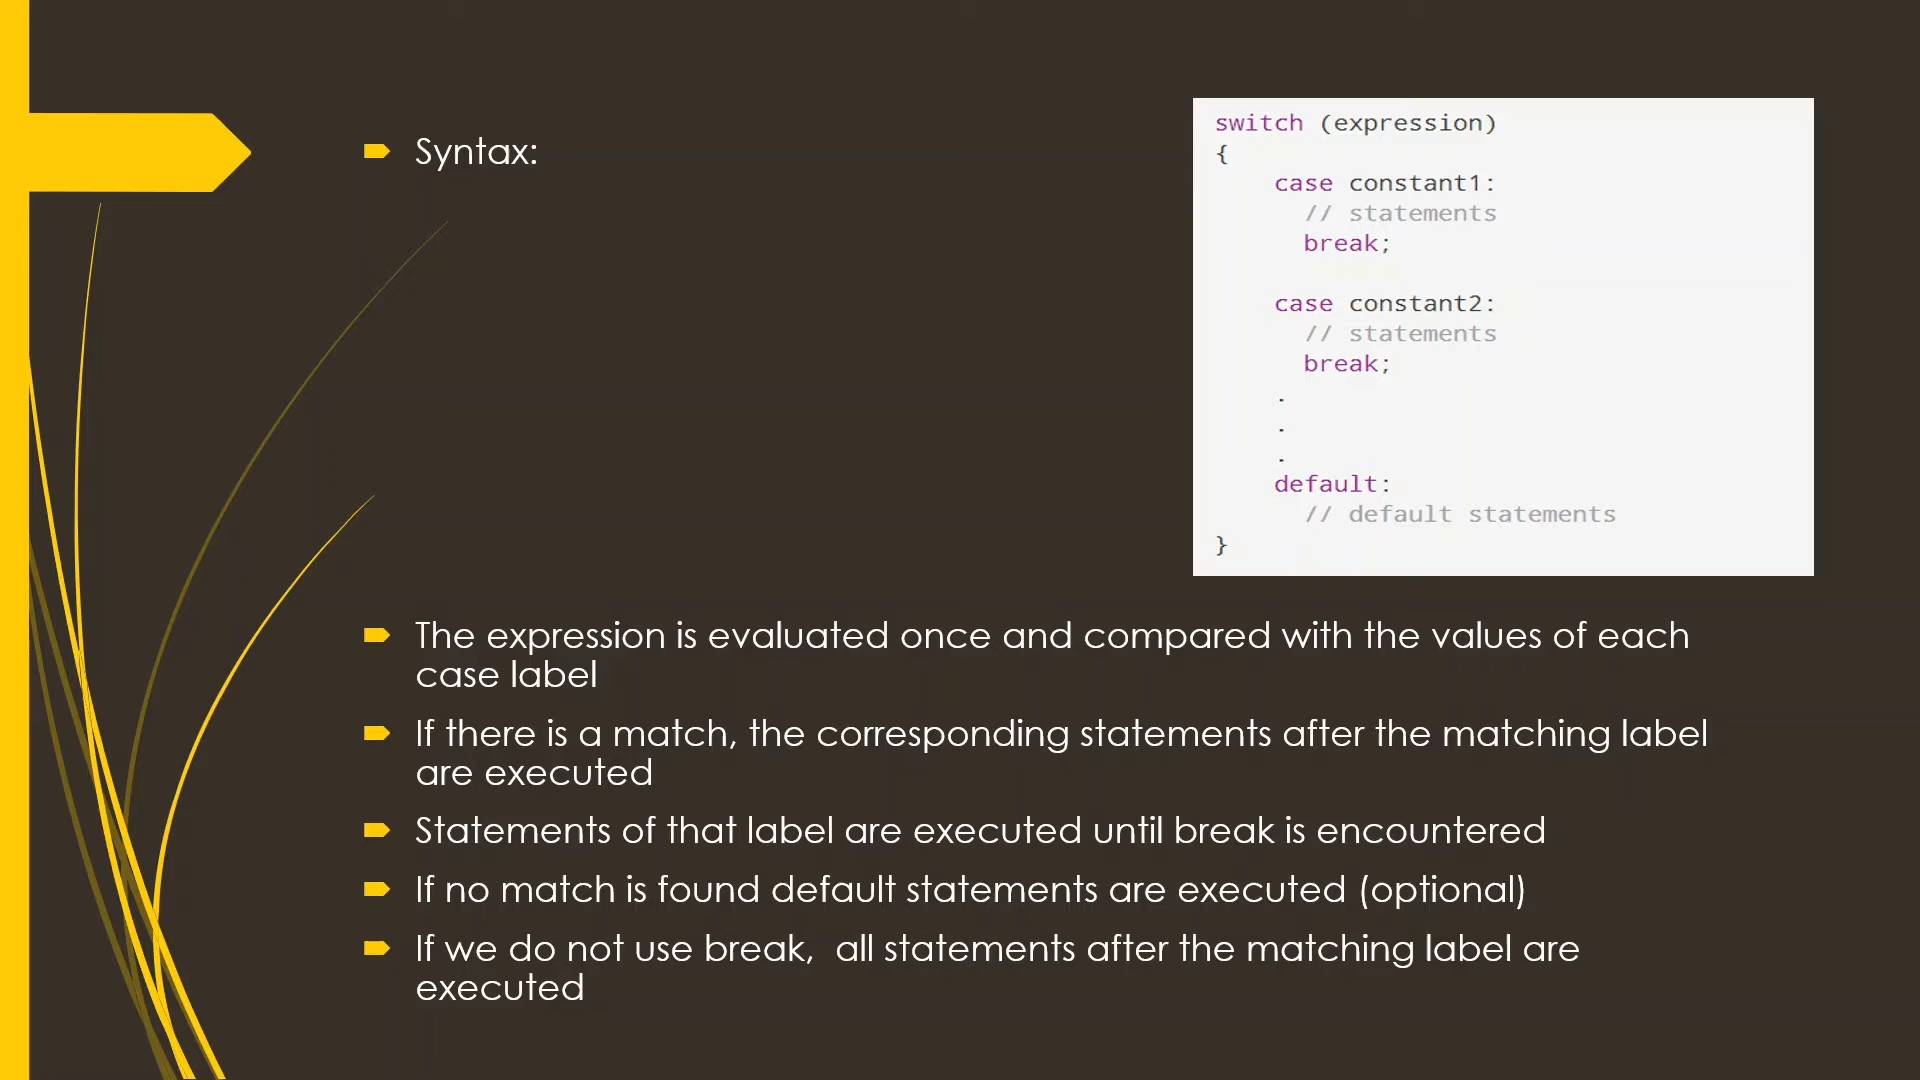 Syntax:
switch (expression)
{
    case constant1:
      // statements
      break;

    case constant2:
      // statements
      break;
    .
    .
    .
    default:
      // default statements
}
The expression is evaluated once and compared with the values of each
case label
If there is a match, the corresponding statements after the matching label
are executed
Statements of that label are executed until break is encountered
If no match is found default statements are executed (optional)
If we do not use break,  all statements after the matching label are
executed